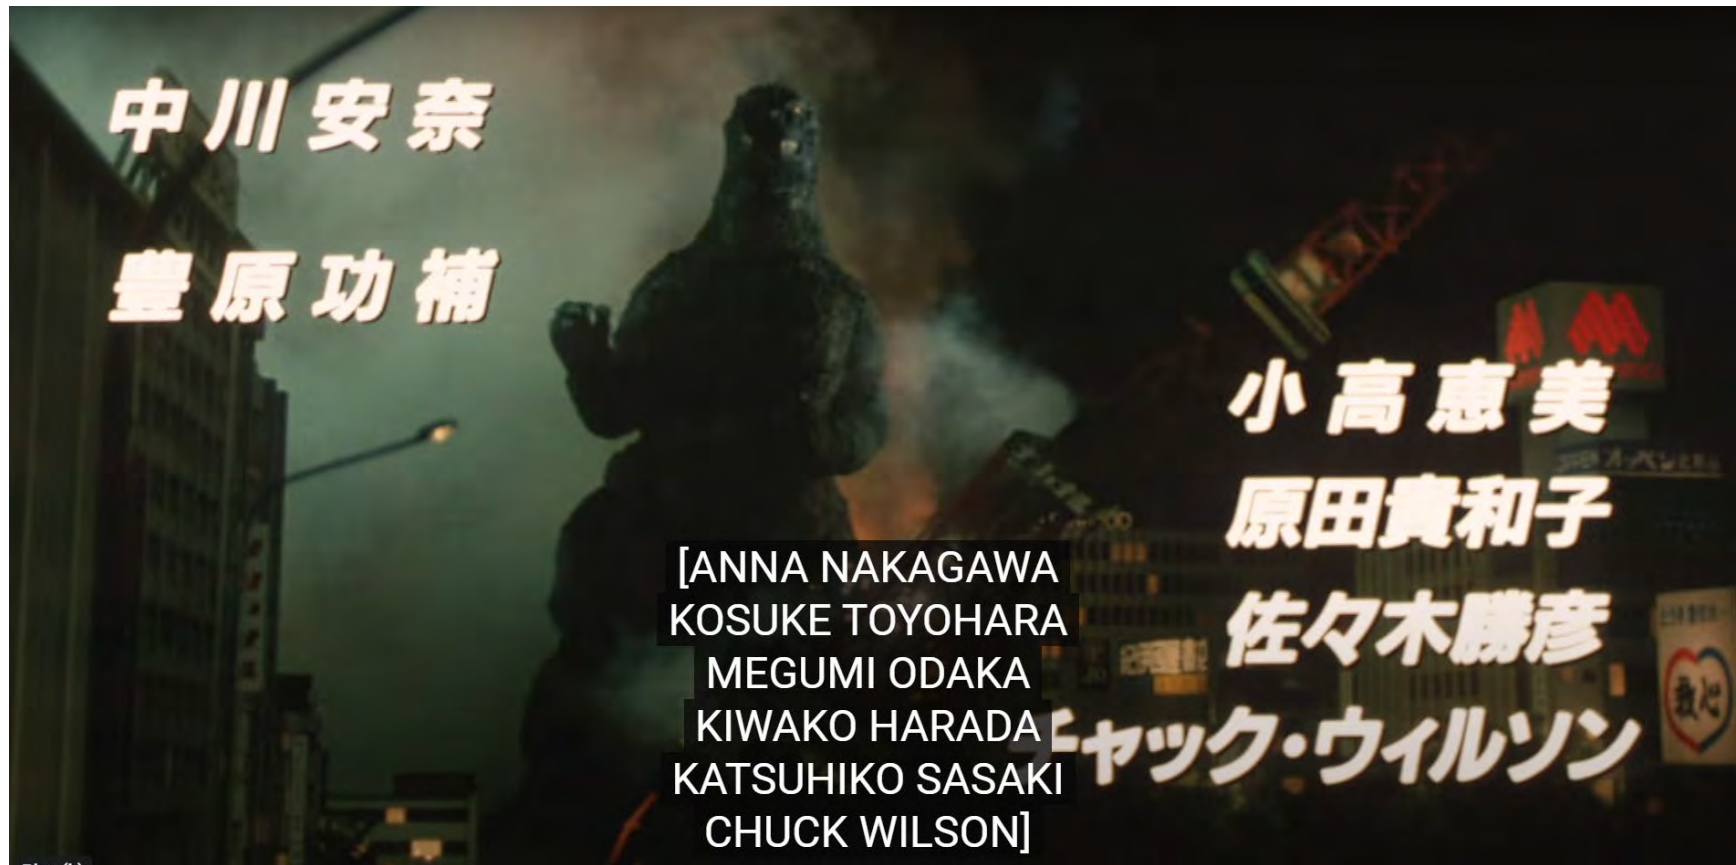 中川安奈
豊原功補
小高恵美
原田貴和子
佐々木勝彦
チャック・ウィルソン
救心
[ANNA NAKAGAWA
KOSUKE TOYOHARA
MEGUMI ODAKA
KIWAKO HARADA
KATSUHIKO SASAKI
CHUCK WILSON]